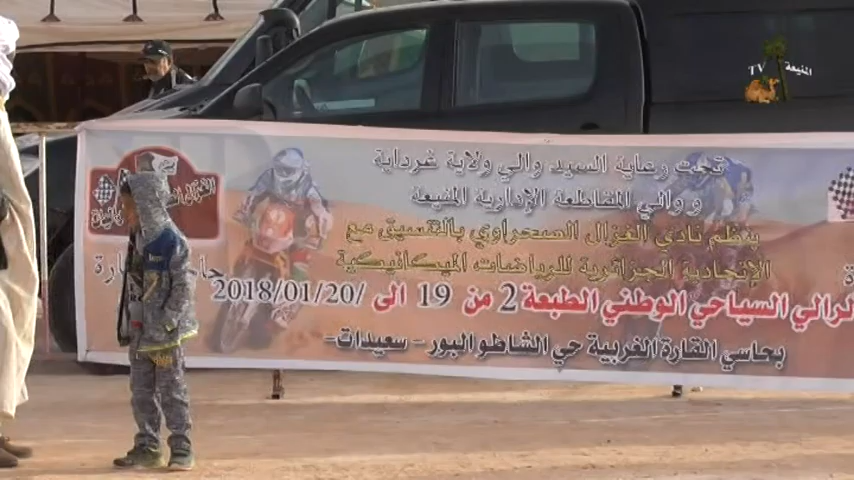 المنيعة TV
تحت رعاية السيد والي ولاية غرداية
و والي المقاطعة الإدارية المنيعة
ينظم نادي الغزال الصحراوي بالتنسيق مع
الإتحادية الجزائرية للرياضات الميكانيكية
لرالي السياحي الوطني الطبعة 2 من 19 الى /2018/01/20
بحاسي القارة الغربية حي الشاطو البور - سعيدات-